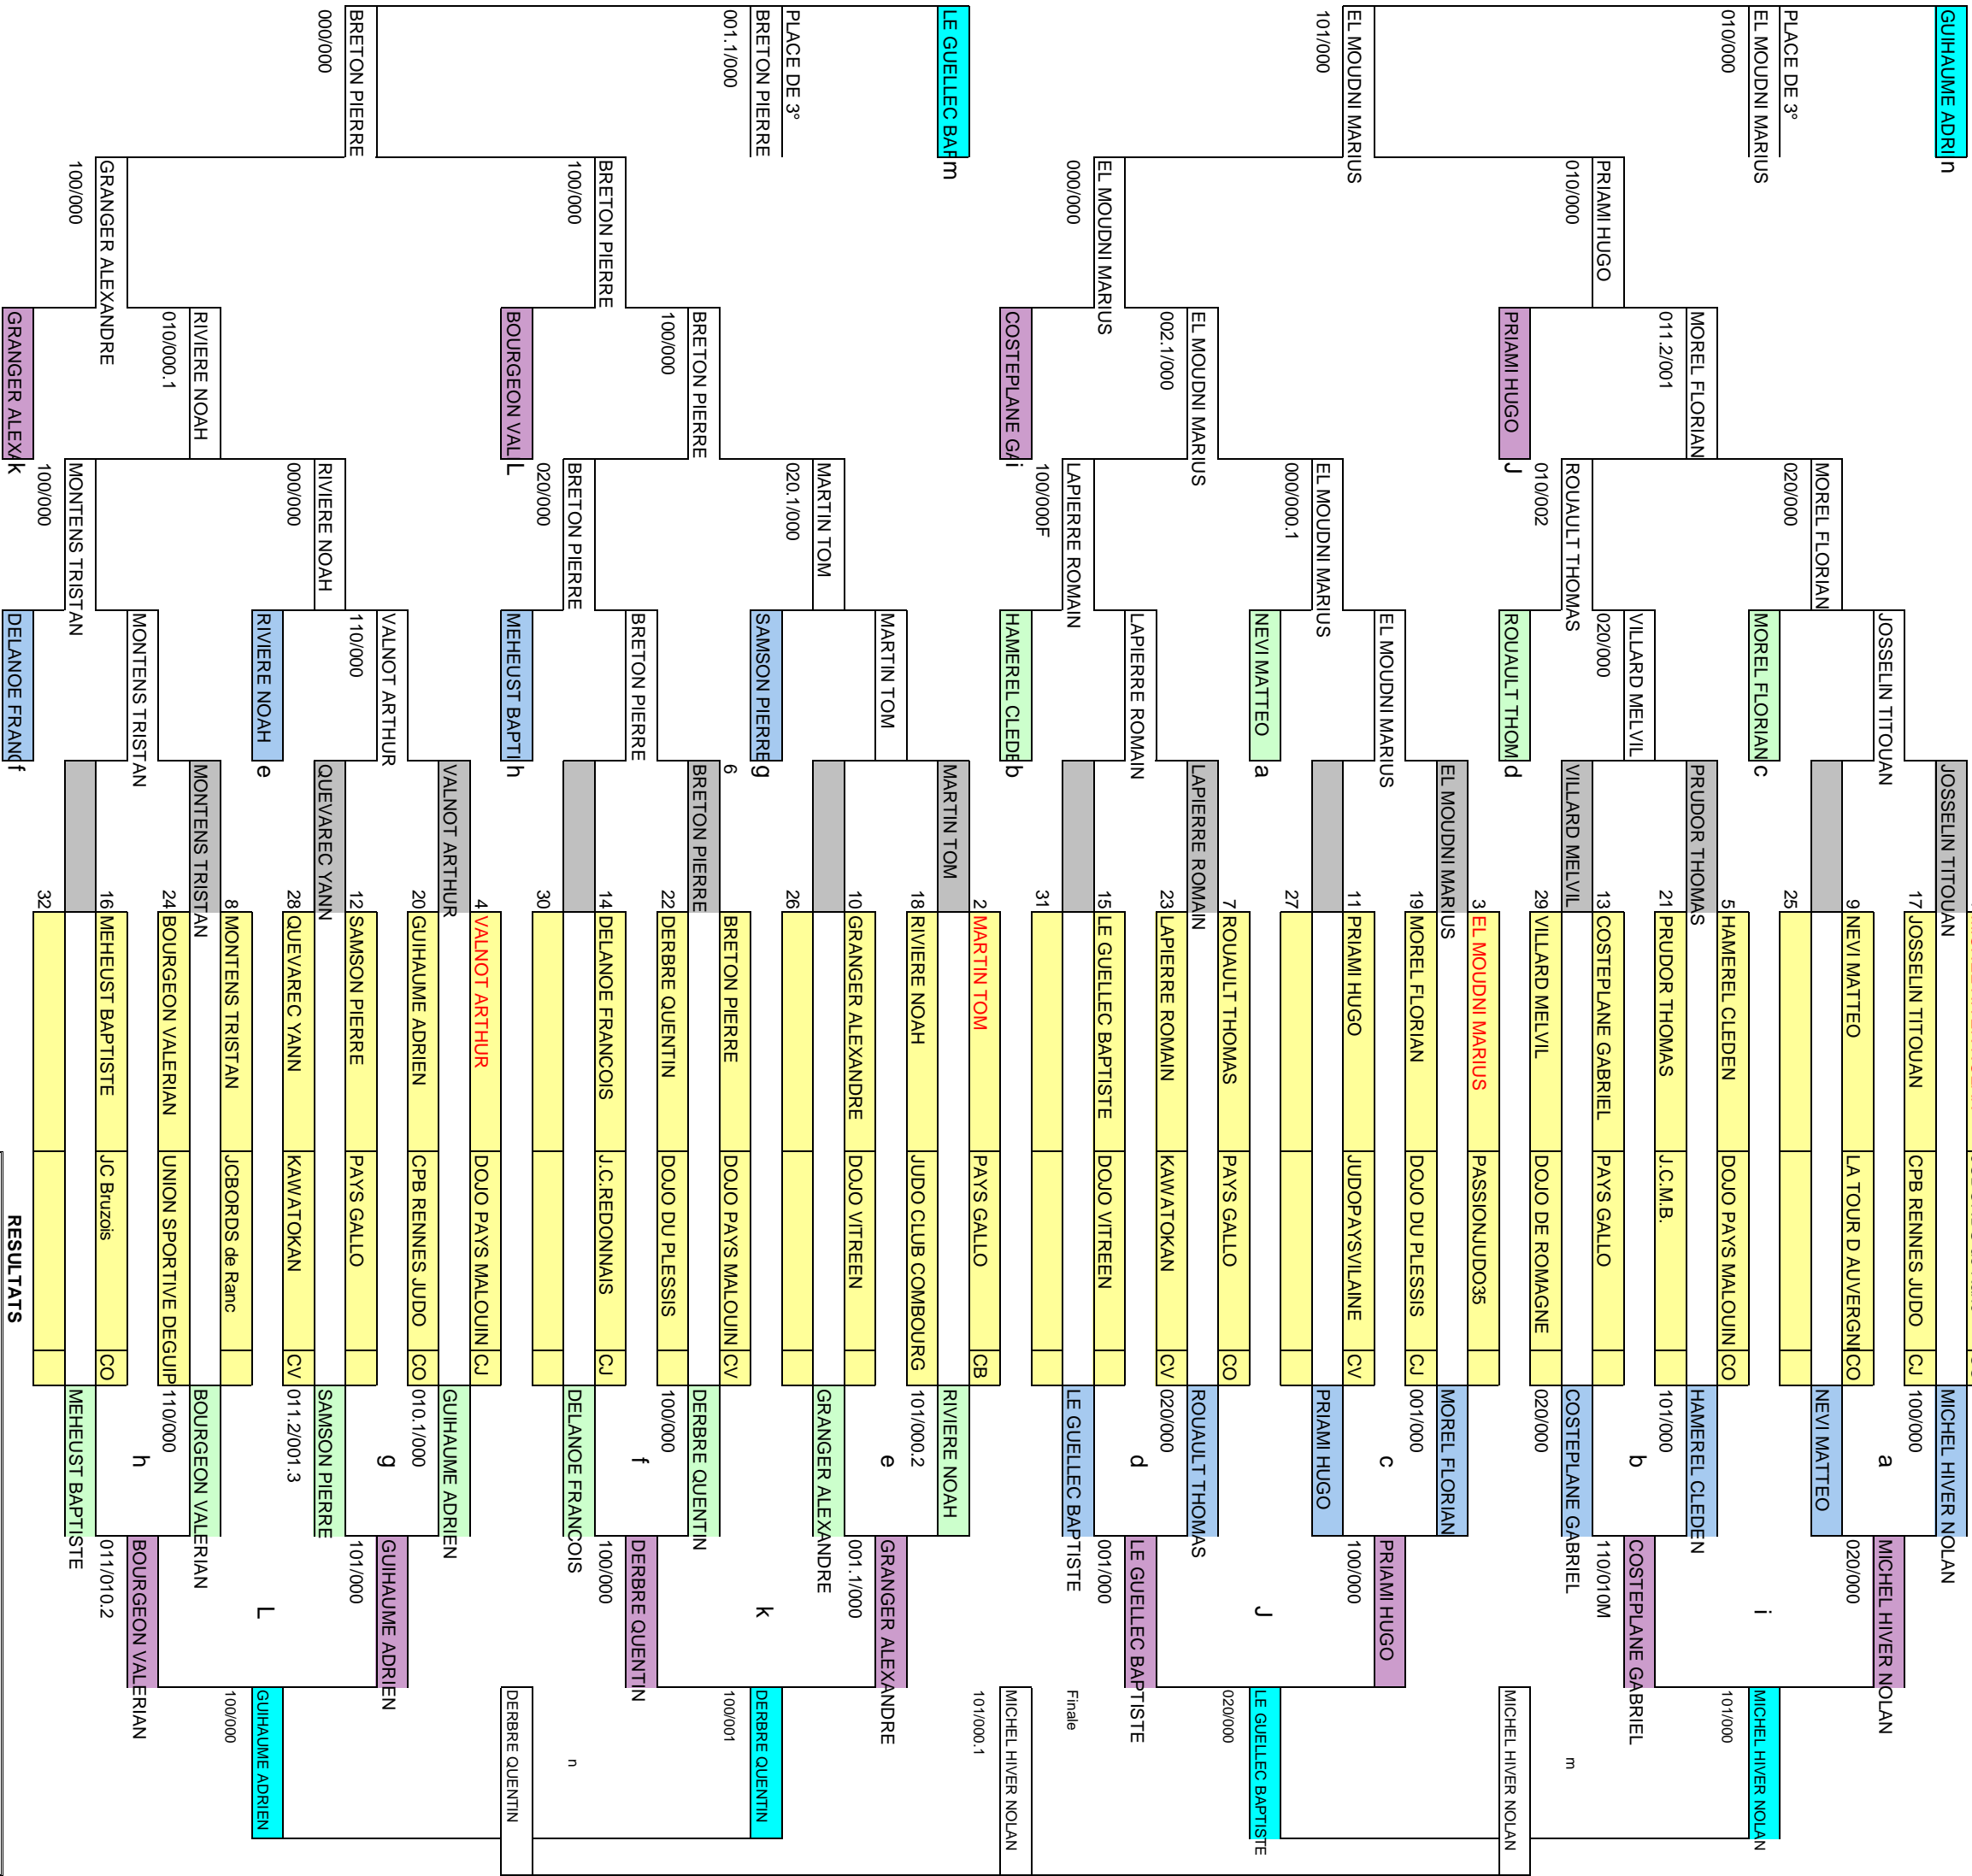 GUIHAUME ADRI n JOSSELIN TITOUAN MICHEL HIVER NOLAN
17 JOSSELIN TITOUAN CPB RENNES JUDO CJ 100/000
JOSSELIN TITOUAN a MICHEL HIVER NOLAN
9 NEVI MATTEO LA TOUR D AUVERGN CO 020/000
MOREL FLORIAN NEVI MATTEO
PLACE DE 3° 020/000 25
EL MOUDNI MARIUS MOREL FLORIAN c i MICHEL HIVER NOLAN
010/000 5 HAMEREL CLEDEN DOJO PAYS MALOUIN CO 101/000
MOREL FLORIAN PRUDOR THOMAS HAMEREL CLEDEN
011.2/001 21 PRUDOR THOMAS J.C.M.B. 101/000
VILLARD MELVIL b COSTEPLANE GABRIEL
PRIAMI HUGO 020/000 13 COSTEPLANE GABRIEL PAYS GALLO 110/010M
010/000 ROUAULT THOMAS VILLARD MELVIL COSTEPLANE GABRIEL m
010/002 29 VILLARD MELVIL DOJO DE ROMAGNE 020/000
PRIAMI HUGO J ROUAULT THOM d MICHEL HIVER NOLAN
3 EL MOUDNI MARIUS PASSIONJUDO35
EL MOUDNI MARIUS MOREL FLORIAN
19 MOREL FLORIAN DOJO DU PLESSIS CJ 001/000
EL MOUDNI MARIUS c PRIAMI HUGO
EL MOUDNI MARIUS 11 PRIAMI HUGO JUDOPAYSVILAINE CV 100/000
101/000 EL MOUDNI MARIUS PRIAMI HUGO
000/000.1 27
NEVI MATTEO a J LE GUELLEC BAPTISTE
7 ROUAULT THOMAS PAYS GALLO CO 020/000
EL MOUDNI MARIUS LAPIERRE ROMAIN ROUAULT THOMAS
002.1/000 23 LAPIERRE ROMAIN KAWATOKAN CV 020/000
LAPIERRE ROMAIN d LE GUELLEC BAPTISTE
EL MOUDNI MARIUS 15 LE GUELLEC BAPTISTE DOJO VITREEN 001/000
000/000 LAPIERRE ROMAIN LE GUELLEC BAPTISTE Finale
100/000F 31
COSTEPLANE GA i HAMEREL CLEDE b MICHEL HIVER NOLAN
2 MARTIN TOM PAYS GALLO CB 101/000.1
LE GUELLEC BAP m MARTIN TOM RIVIERE NOAH
18 RIVIERE NOAH JUDO CLUB COMBOURG 101/000.2
MARTIN TOM e GRANGER ALEXANDRE
10 GRANGER ALEXANDRE DOJO VITREEN 001.1/000
MARTIN TOM GRANGER ALEXANDRE
PLACE DE 3° 020.1/000 26
BRETON PIERRE SAMSON PIERRE g k DERBRE QUENTIN
001.1/000 6 BRETON PIERRE DOJO PAYS MALOUIN CV 100/001
BRETON PIERRE BRETON PIERRE DERBRE QUENTIN
100/000 22 DERBRE QUENTIN DOJO DU PLESSIS 100/000
BRETON PIERRE f DERBRE QUENTIN
BRETON PIERRE 14 DELANOE FRANCOIS J.C.REDONNAIS CJ 100/000
100/000 BRETON PIERRE DELANOE FRANCOIS n
020/000 30
BOURGEON VAL L MEHEUST BAPTI h DERBRE QUENTIN
4 VALNOT ARTHUR DOJO PAYS MALOUIN CJ
VALNOT ARTHUR GUIHAUME ADRIEN
20 GUIHAUME ADRIEN CPB RENNES JUDO CO 010.1/000
VALNOT ARTHUR g GUIHAUME ADRIEN
BRETON PIERRE 110/000 12 SAMSON PIERRE PAYS GALLO 101/000
000/000 RIVIERE NOAH QUEVAREC YANN SAMSON PIERRE
000/000 28 QUEVAREC YANN KAWATOKAN CV 011.2/001.3
RIVIERE NOAH e L GUIHAUME ADRIEN
8 MONTENS TRISTAN JCBORDS de Ranc 100/000
RIVIERE NOAH MONTENS TRISTAN BOURGEON VALERIAN
010/000.1 24 BOURGEON VALERIAN UNION SPORTIVE DEGUIP 110/000
MONTENS TRISTAN h BOURGEON VALERIAN
GRANGER ALEXANDRE 16 MEHEUST BAPTISTE JC Bruzois CO 011/010.2
100/000 MONTENS TRISTAN MEHEUST BAPTISTE
100/000 32
GRANGER ALEXA k DELANOE FRANC f
RESULTATS